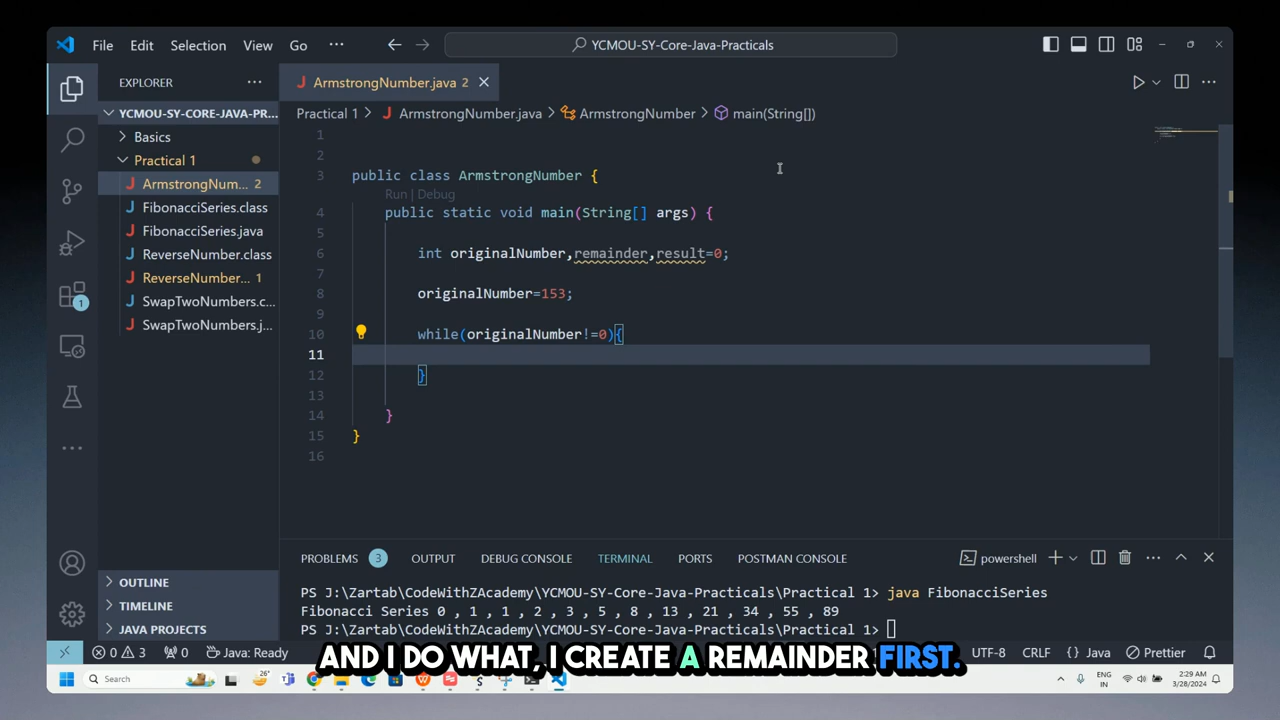 File Edit Selection View Go ··· YCMOU-SY-Core-Java-Practicals
EXPLORER ···
YCMOU-SY-CORE-JAVA-PR...
Basics
Practical 1
ArmstrongNum... 2
FibonacciSeries.class
FibonacciSeries.java
ReverseNumber.class
ReverseNumber... 1
SwapTwoNumbers.c...
SwapTwoNumbers.j...
1
OUTLINE
TIMELINE
JAVA PROJECTS
ArmstrongNumber.java 2
Practical 1 > ArmstrongNumber.java > ArmstrongNumber > main(String[])
1
2
3 public class ArmstrongNumber {
Run | Debug
4 public static void main(String[] args) {
5
6 int originalNumber,remainder,result=0;
7
8 originalNumber=153;
9
10 while(originalNumber!=0){
11
12 }
13
14 }
15 }
16
PROBLEMS 3 OUTPUT DEBUG CONSOLE TERMINAL PORTS POSTMAN CONSOLE powershell
PS J:\Zartab\CodeWithZAcademy\YCMOU-SY-Core-Java-Practicals\Practical 1> java FibonacciSeries
Fibonacci Series 0 , 1 , 1 , 2 , 3 , 5 , 8 , 13 , 21 , 34 , 55 , 89
PS J:\Zartab\CodeWithZAcademy\YCMOU-SY-Core-Java-Practicals\Practical 1>
AND I DO WHAT, I CREATE A REMAINDER FIRST.
0 3 0 Java: Ready UTF-8 CRLF Java Prettier
Search ENG IN 2:29 AM 3/28/2024